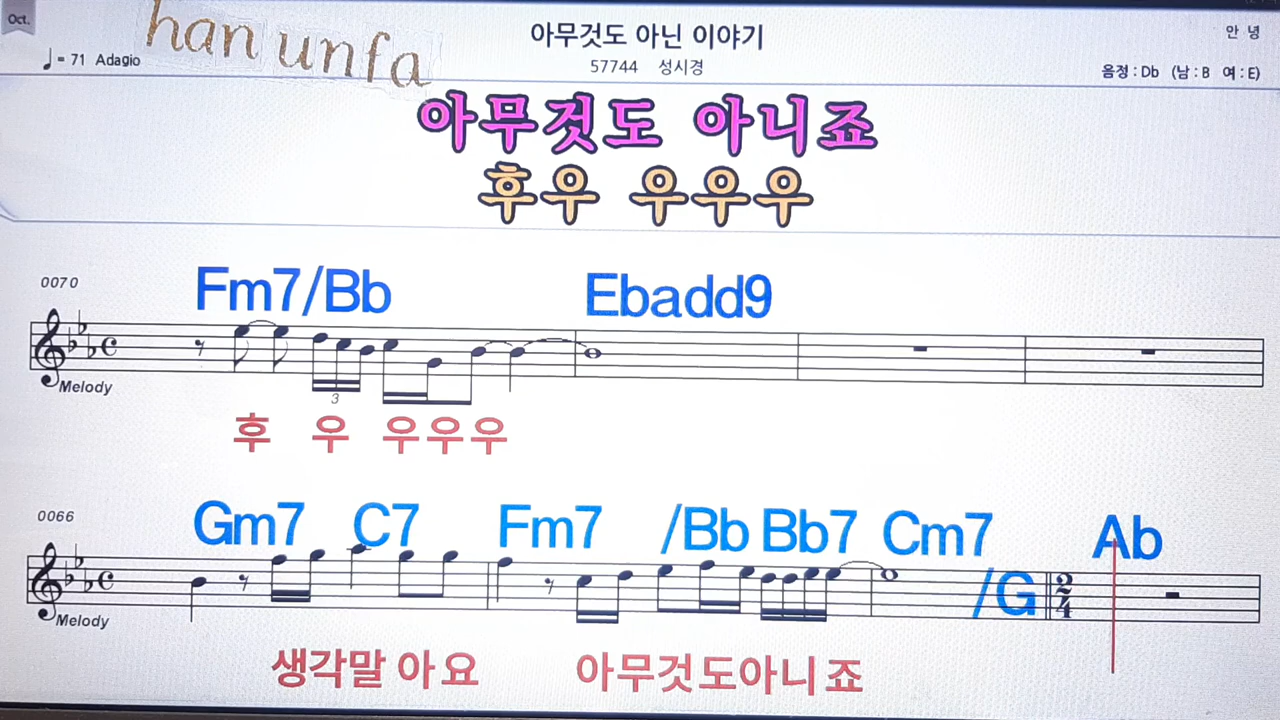 Oct.
han unfa
아무것도 아닌 이야기
안 녕
♩= 71 Adagio
57744 성시경
음정 : Db (남 : B 여 : E)
아무것도 아니죠
후우 우우우
0070
Fm7/Bb Ebadd9
Melody
3
후 우 우우우
0066
Gm7 C7 Fm7 /Bb Bb7 Cm7 /G Ab
2
4
Melody
생각말 아 요 아무것도아니죠